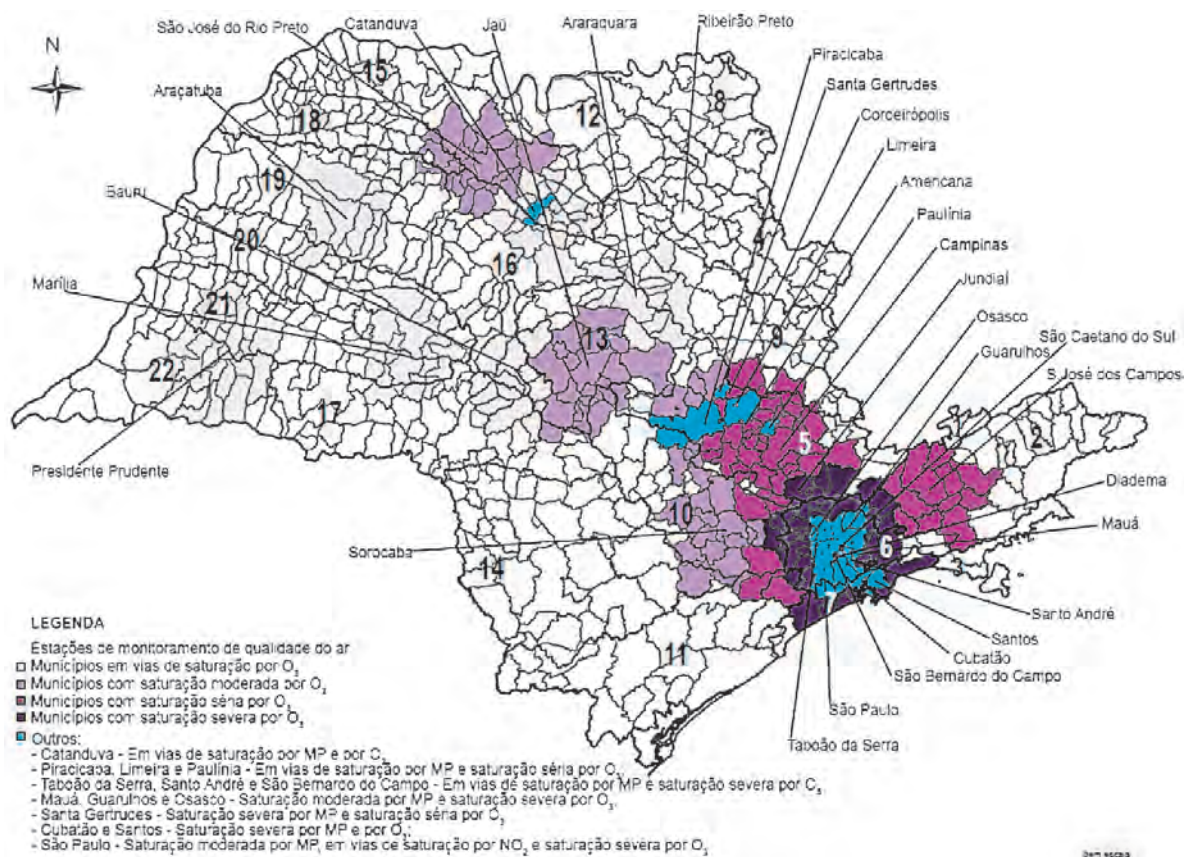 São José do Rio Preto
Catanduva
Jaú
Araraquara
Ribeirão Preto
N
Araçatuba
Bauru
Marília
Presidente Prudente
Sorocaba
Piracicaba
Santa Gertrudes
Cordeirópolis
Limeira
Americana
Paulínia
Campinas
Jundiaí
Osasco
Guarulhos
São Caetano do Sul
S José dos Campos
Diadema
Mauá
Santo André
Santos
Cubatão
São Bernardo do Campo
São Paulo
Taboão da Serra
15
18
12
8
19
20
4
16
21
13
9
22
17
5
2
10
6
14
7
11
LEGENDA
Estações de monitoramento de qualidade do ar
Municípios em vias de saturação por O₃
Municípios com saturação moderada por O₃
Municípios com saturação séria por O₃
Municípios com saturação severa por O₃
Outros:
- Catanduva - Em vias de saturação por MP e por O₃
- Piracicaba, Limeira e Paulínia - Em vias de saturação por MP e saturação séria por O₃
- Taboão da Serra, Santo André e São Bernardo do Campo - Em vias de saturação por MP e saturação severa por O₃
- Mauá, Guarulhos e Osasco - Saturação moderada por MP e saturação severa por O₃
- Santa Gertrudes - Saturação severa por MP e saturação séria por O₃
- Cubatão e Santos - Saturação severa por MP e por O₃;
- São Paulo - Saturação moderada por MP, em vias de saturação por NO₂ e saturação severa por O₃
Sem escala